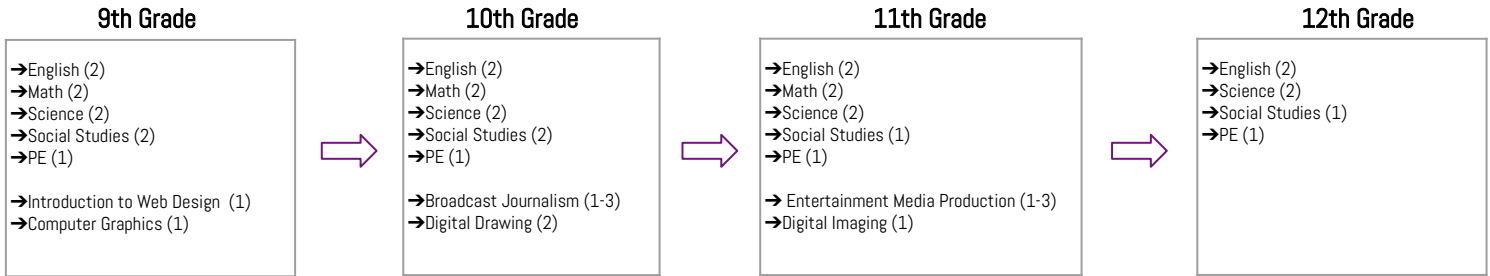 9th Grade
➔English (2)
➔Math (2)
➔Science (2)
➔Social Studies (2)
➔PE (1)
➔Introduction to Web Design (1)
➔Computer Graphics (1)
10th Grade
➔English (2)
➔Math (2)
➔Science (2)
➔Social Studies (2)
➔PE (1)
➔Broadcast Journalism (1-3)
➔Digital Drawing (2)
11th Grade
➔English (2)
➔Math (2)
➔Science (2)
➔Social Studies (1)
➔PE (1)
➔ Entertainment Media Production (1-3)
➔Digital Imaging (1)
12th Grade
➔English (2)
➔Science (2)
➔Social Studies (1)
➔PE (1)